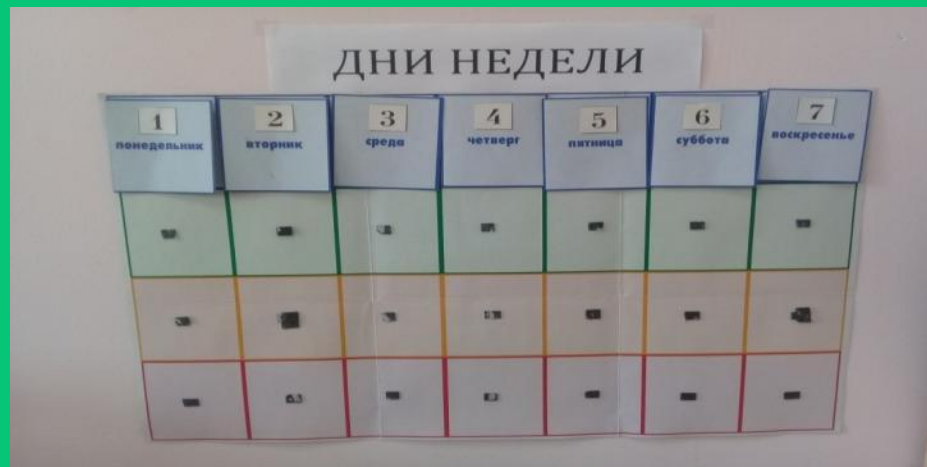 ДНИ НЕДЕЛИ
1 2 3 4 5 6 7
понедельник вторник среда четверг пятница суббота воскресенье